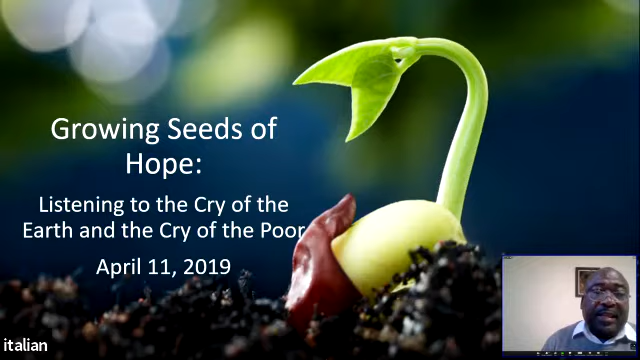 Growing Seeds of
Hope:
Listening to the Cry of the
Earth and the Cry of the Poor
April 11, 2019
italian